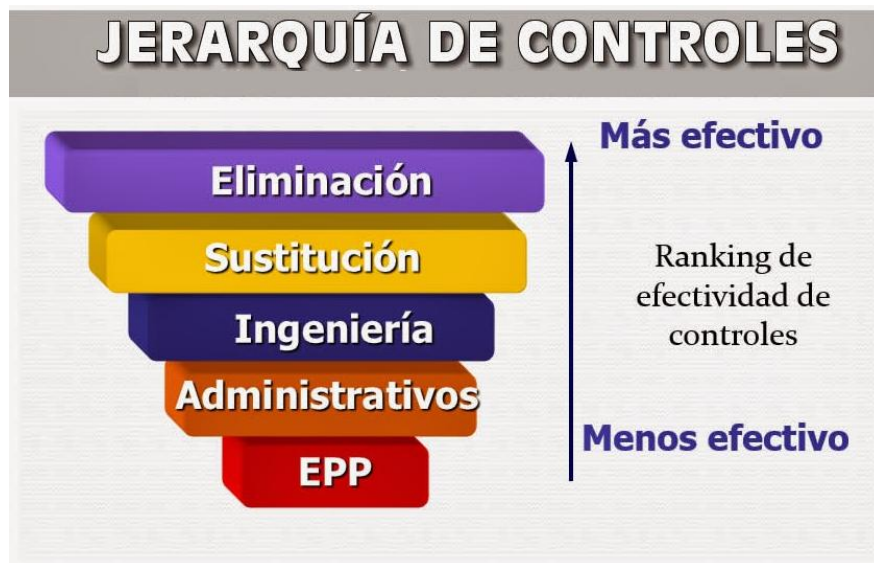 JERARQUÍA DE CONTROLES
Más efectivo
Eliminación
Sustitución
Ingeniería
Administrativos
EPP
Ranking de
efectividad de
controles
Menos efectivo